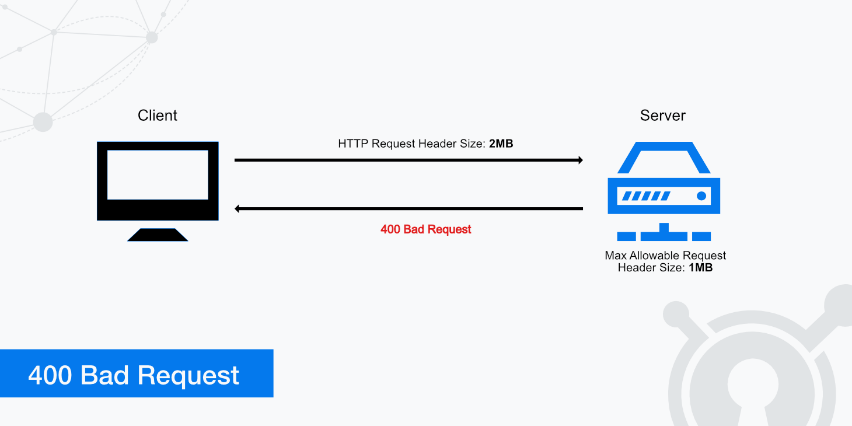 Client
Server
HTTP Request Header Size: 2MB
400 Bad Request
Max Allowable Request
Header Size: 1MB
400 Bad Request